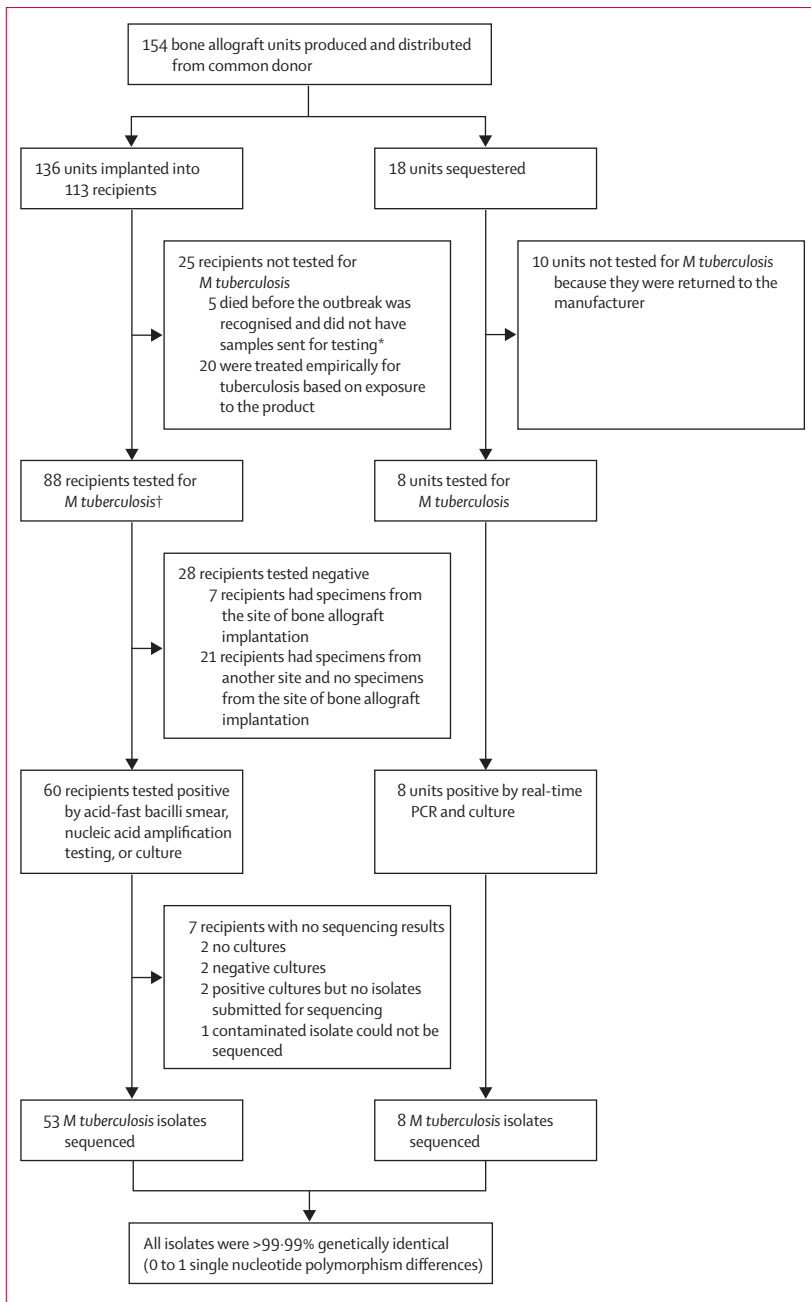 154 bone allograft units produced and distributed
from common donor
136 units implanted into
113 recipients
18 units sequestered
25 recipients not tested for
M tuberculosis
5 died before the outbreak was
recognised and did not have
samples sent for testing*
20 were treated empirically for
tuberculosis based on exposure
to the product
10 units not tested for M tuberculosis
because they were returned to the
manufacturer
88 recipients tested for
M tuberculosis†
8 units tested for
M tuberculosis
28 recipients tested negative
7 recipients had specimens from
the site of bone allograft
implantation
21 recipients had specimens from
another site and no specimens
from the site of bone allograft
implantation
60 recipients tested positive
by acid-fast bacilli smear,
nucleic acid amplification
testing, or culture
8 units positive by real-time
PCR and culture
7 recipients with no sequencing results
2 no cultures
2 negative cultures
2 positive cultures but no isolates
submitted for sequencing
1 contaminated isolate could not be
sequenced
53 M tuberculosis isolates
sequenced
8 M tuberculosis isolates
sequenced
All isolates were >99·99% genetically identical
(0 to 1 single nucleotide polymorphism differences)